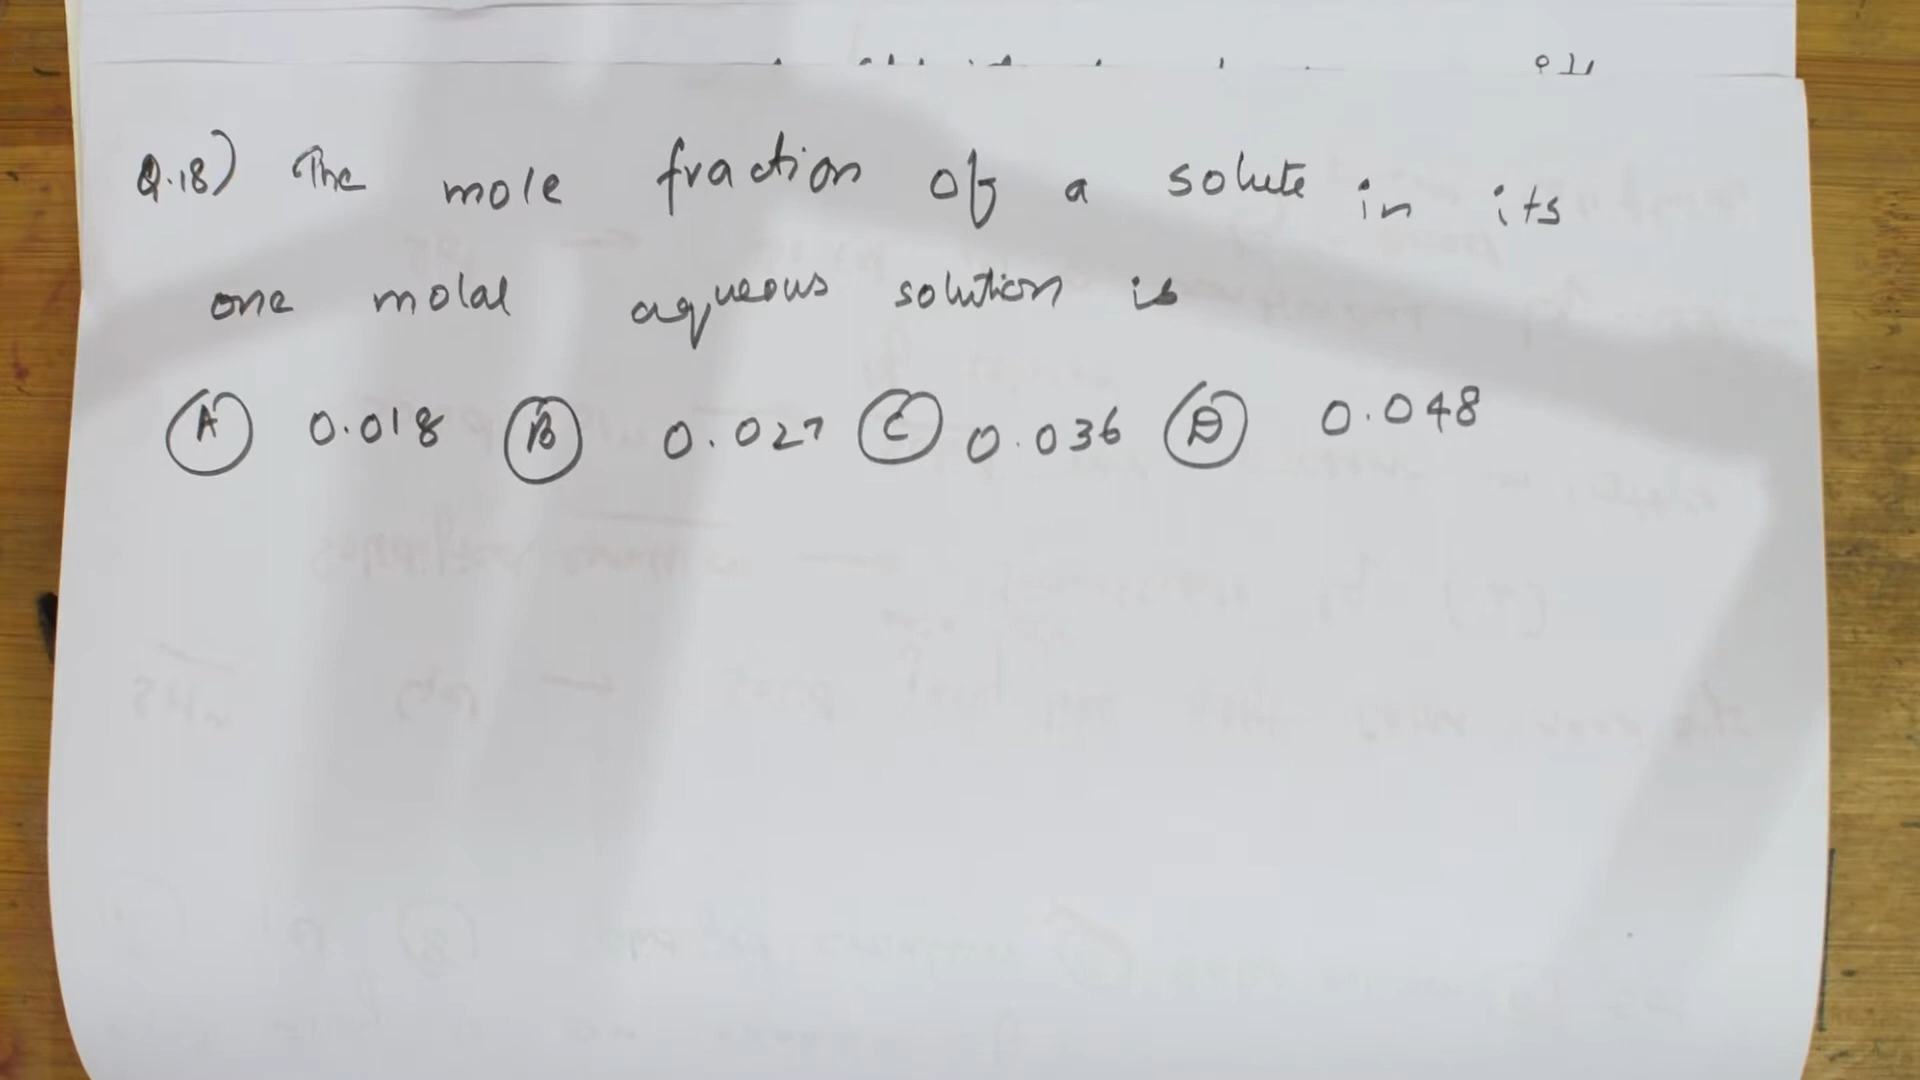 Q.18) The mole fraction of a solute in its
one molal aqueous solution is
(A) 0.018 (B) 0.027 (C) 0.036 (D) 0.048